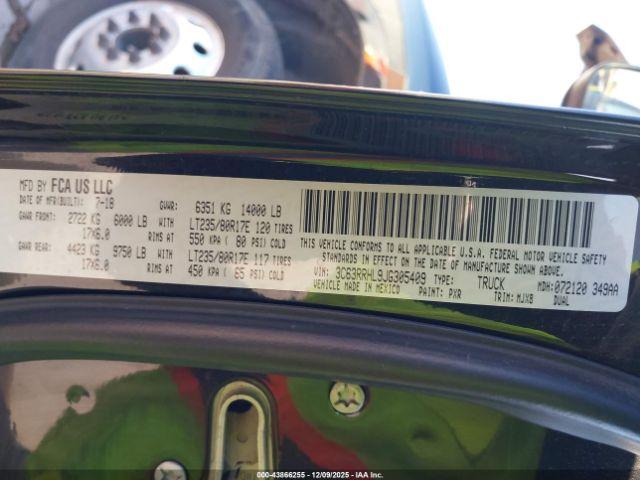 MFD BY FCA US LLC
DATE OF MFR(BUILT): 7-18 GVWR: 6351 KG 14000 LB
GAWR FRONT: 2722 KG 6000 LB WITH LT235/80R17E 120 TIRES
17X6.0 RIMS AT 550 KPA ( 80 PSI) COLD
GAWR REAR: 4423 KG 9750 LB WITH LT235/80R17E 117 TIRES
17X6.0 RIMS AT 450 KPA ( 65 PSI) COLD
THIS VEHICLE CONFORMS TO ALL APPLICABLE U.S.A. FEDERAL MOTOR VEHICLE SAFETY
STANDARDS IN EFFECT ON THE DATE OF MANUFACTURE SHOWN ABOVE.
VIN: 3C63RRHL9JG305409 TYPE: TRUCK MDH: 072120 349AA
VEHICLE MADE IN MEXICO PAINT: PXR TRIM: MJX8 DUAL
000-43866255 - 12/09/2025 - IAAI.COM